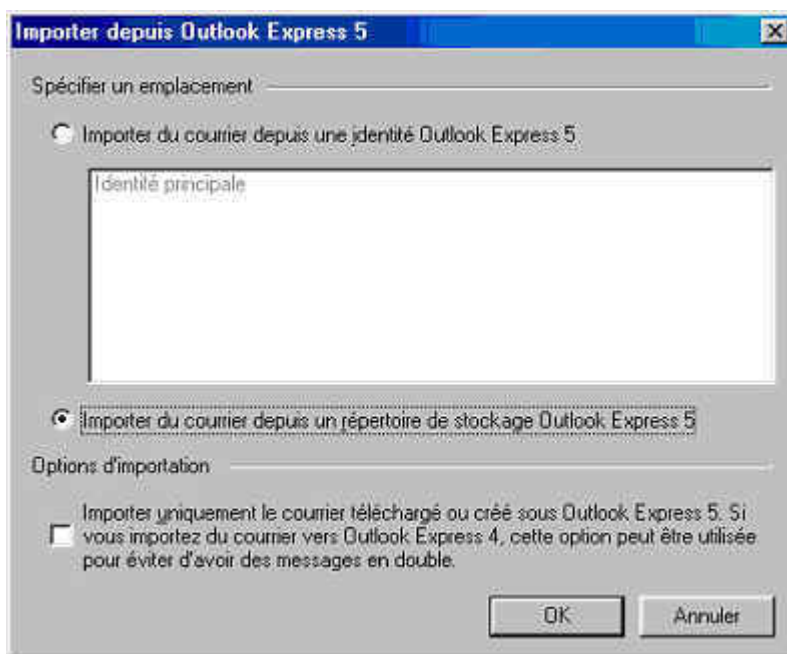 Importer depuis Outlook Express 5
Spécifier un emplacement
Importer du courrier depuis une identité Outlook Express 5
Identité principale
Importer du courrier depuis un répertoire de stockage Outlook Express 5
Options d'importation
Importer uniquement le courrier téléchargé ou créé sous Outlook Express 5. Si
vous importez du courrier vers Outlook Express 4, cette option peut être utilisée
pour éviter d'avoir des messages en double.
OK Annuler